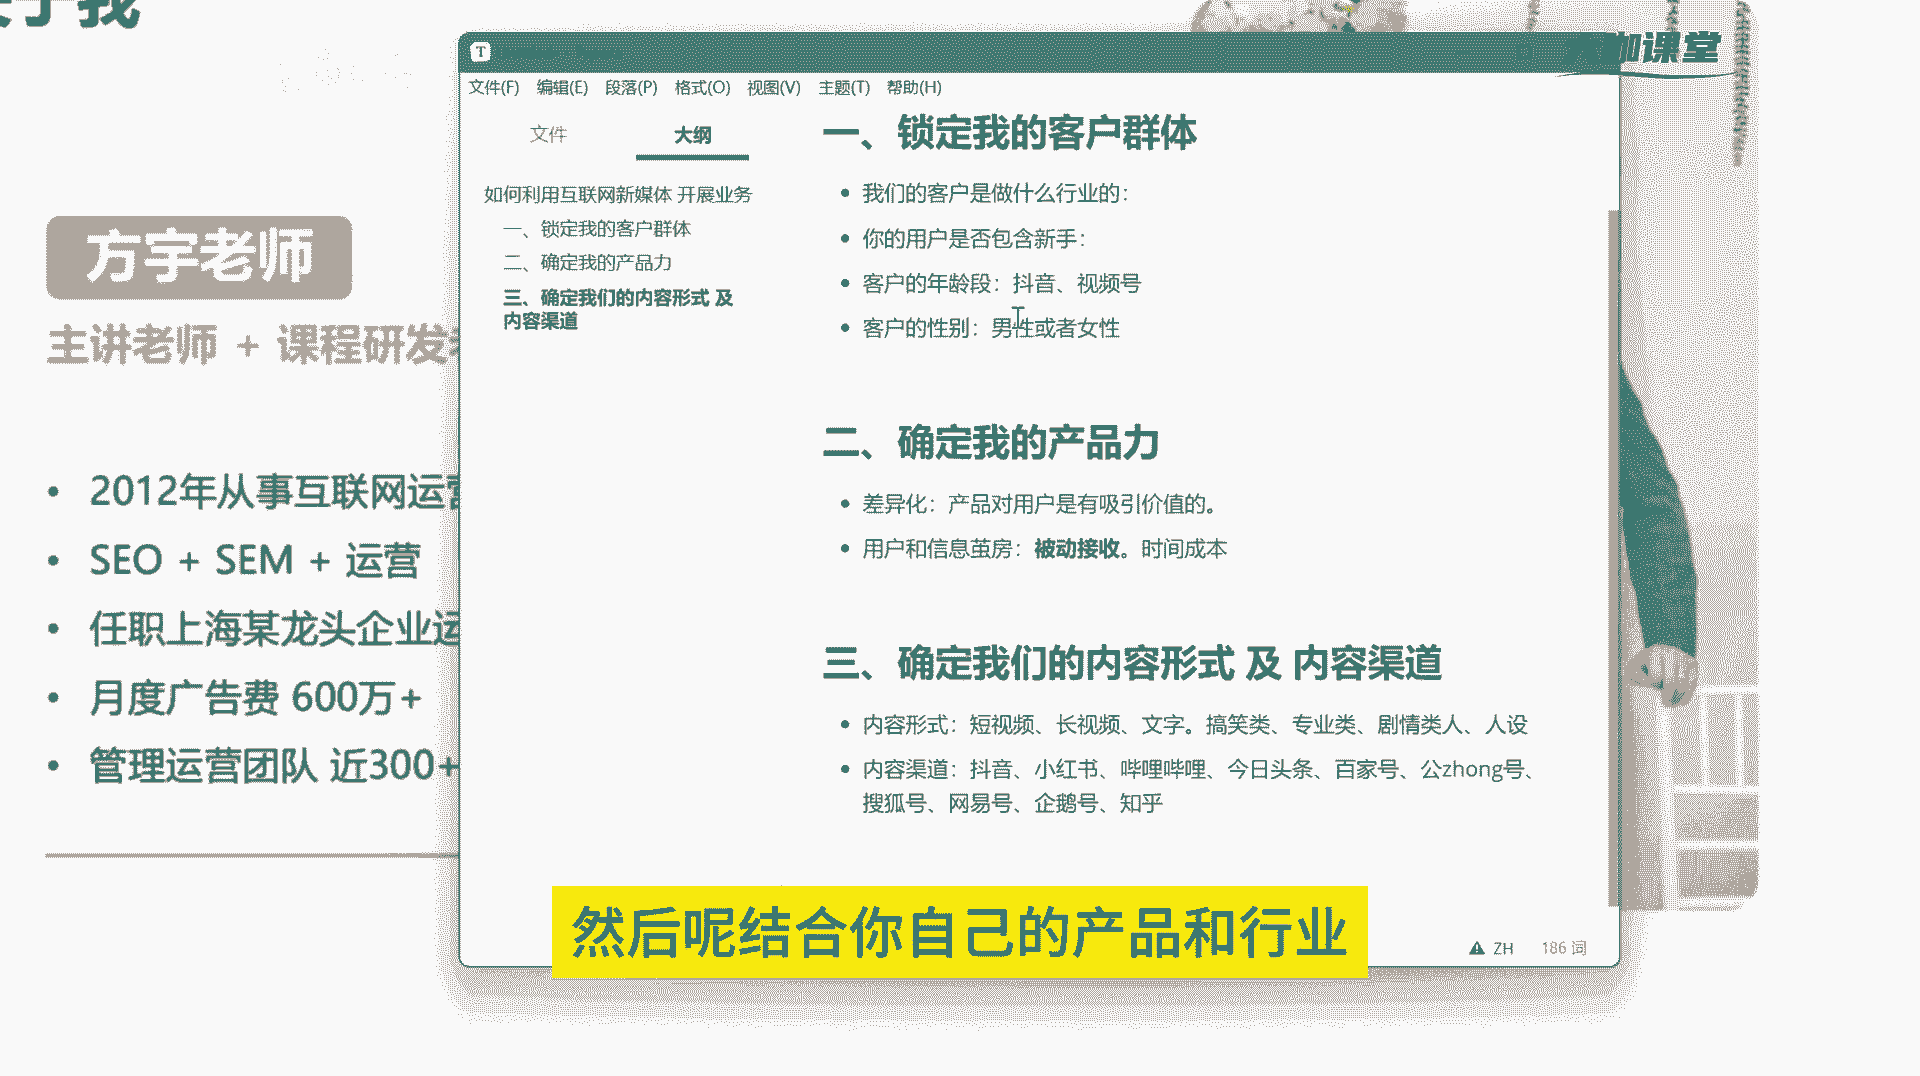 于我
咖课堂
T
文件(F) 编辑(E) 段落(P) 格式(O) 视图(V) 主题(T) 帮助(H)
文件 大纲
如何利用互联网新媒体 开展业务
一、锁定我的客户群体
二、确定我的产品力
三、确定我们的内容形式 及
内容渠道
一、锁定我的客户群体
我们的客户是做什么行业的：
你的用户是否包含新手：
客户的年龄段：抖音、视频号
客户的性别：男性或者女性
二、确定我的产品力
差异化：产品对用户是有吸引价值的。
用户和信息茧房：被动接收。时间成本
三、确定我们的内容形式 及 内容渠道
内容形式：短视频、长视频、文字。搞笑类、专业类、剧情类人、人设
内容渠道：抖音、小红书、哔哩哔哩、今日头条、百家号、公zhong号、
搜狐号、网易号、企鹅号、知乎
ZH 186 词
方宇老师
主讲老师 + 课程研发
• 2012年从事互联网运营
• SEO + SEM + 运营
• 任职上海某龙头企业运
• 月度广告费 600万+
• 管理运营团队 近300+
然后呢结合你自己的产品和行业